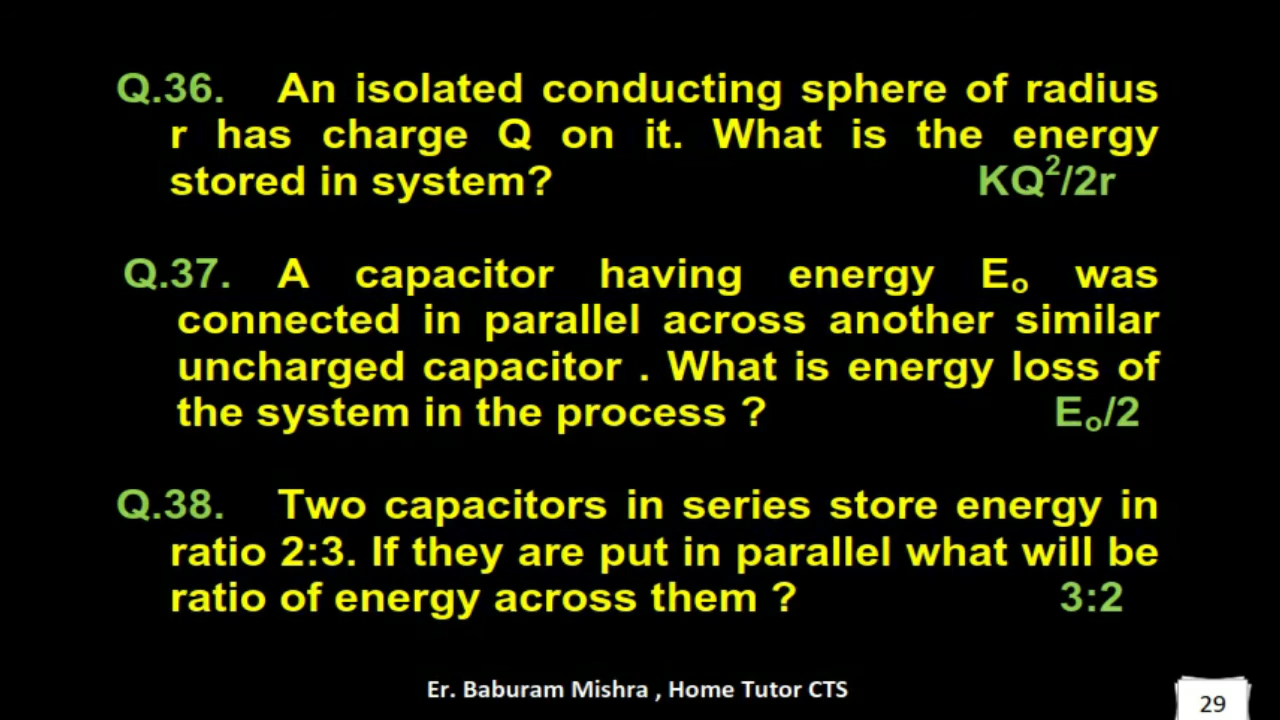 Q.36. An isolated conducting sphere of radius
r has charge Q on it. What is the energy
stored in system? KQ²/2r
Q.37. A capacitor having energy Eₒ was
connected in parallel across another similar
uncharged capacitor . What is energy loss of
the system in the process ? Eₒ/2
Q.38. Two capacitors in series store energy in
ratio 2:3. If they are put in parallel what will be
ratio of energy across them ? 3:2
Er. Baburam Mishra , Home Tutor CTS
29